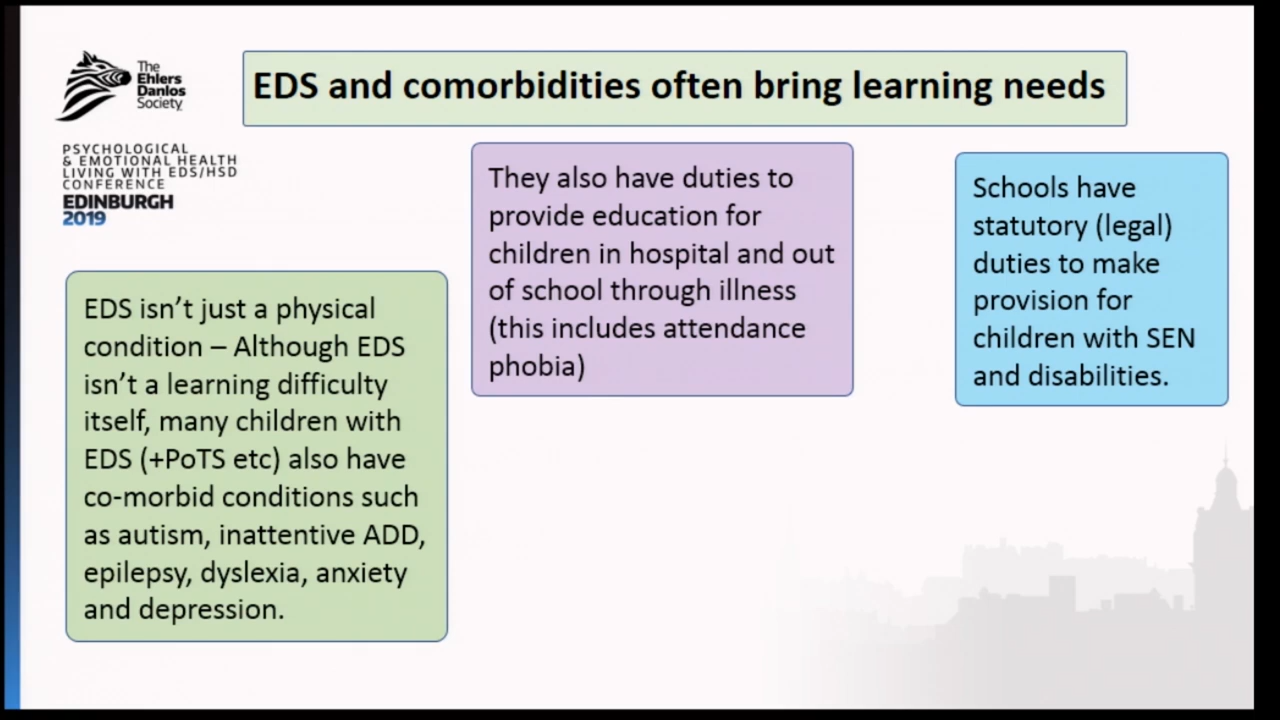 The
Ehlers
Danlos
Society
EDS and comorbidities often bring learning needs
PSYCHOLOGICAL
& EMOTIONAL HEALTH
LIVING WITH EDS/HSD
CONFERENCE
EDINBURGH
2019
EDS isn’t just a physical
condition – Although EDS
isn’t a learning difficulty
itself, many children with
EDS (+PoTS etc) also have
co-morbid conditions such
as autism, inattentive ADD,
epilepsy, dyslexia, anxiety
and depression.
They also have duties to
provide education for
children in hospital and out
of school through illness
(this includes attendance
phobia)
Schools have
statutory (legal)
duties to make
provision for
children with SEN
and disabilities.